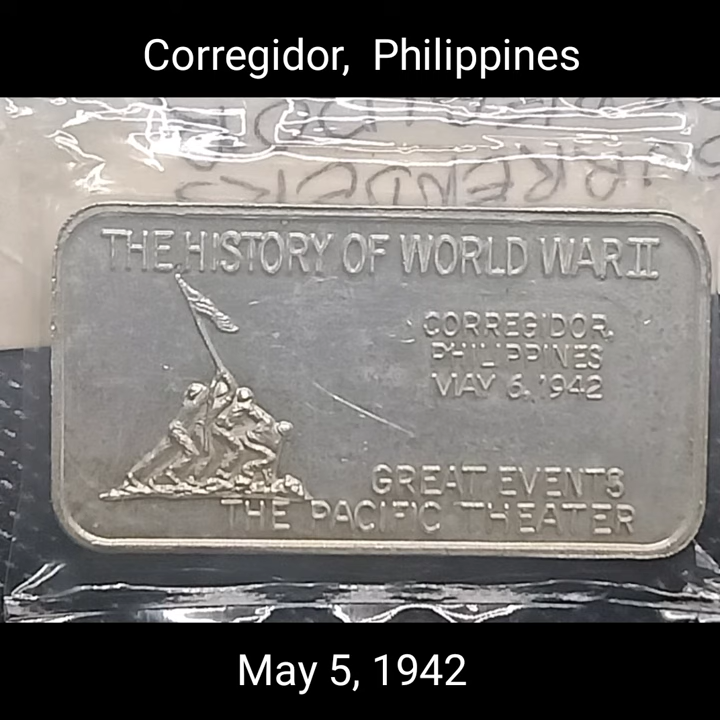 Corregidor, Philippines
SURRENDERS
THE HISTORY OF WORLD WAR II
CORREGIDOR,
PHILIPPINES
MAY 6, 1942
GREAT EVENTS
THE PACIFIC THEATER
May 5, 1942